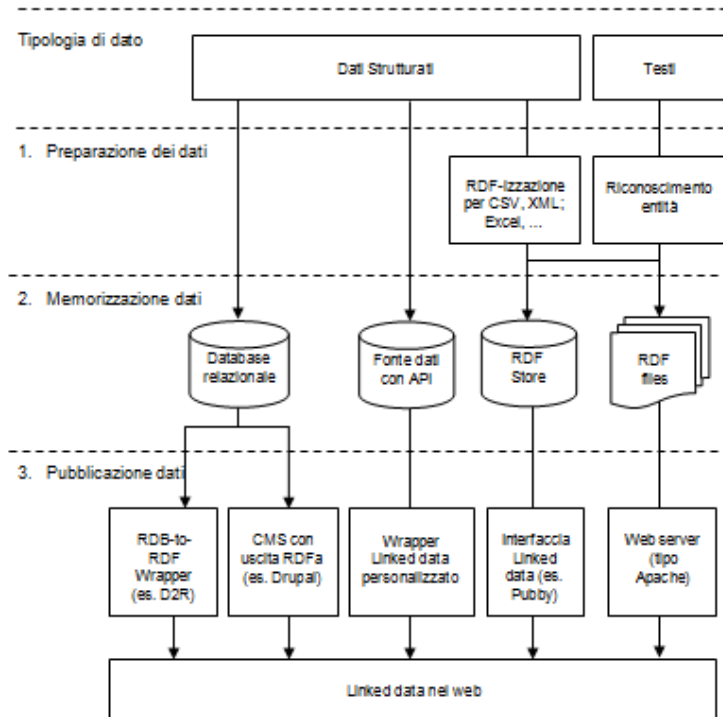 Tipologia di dato
Dati Strutturati
Testi
1. Preparazione dei dati
RDF-izzazione
per CSV, XML;
Excel, ...
Riconoscimento
entità
2. Memorizzazione dati
Database
relazionale
Fonte dati
con API
RDF
Store
RDF
files
3. Pubblicazione dati
RDB-to-
RDF
Wrapper
(es. D2R)
CMS con
uscita RDFa
(es. Drupal)
Wrapper
Linked data
personalizzato
Interfaccia
Linked
data (es.
Pubby)
Web server
(tipo
Apache)
Linked data nel web